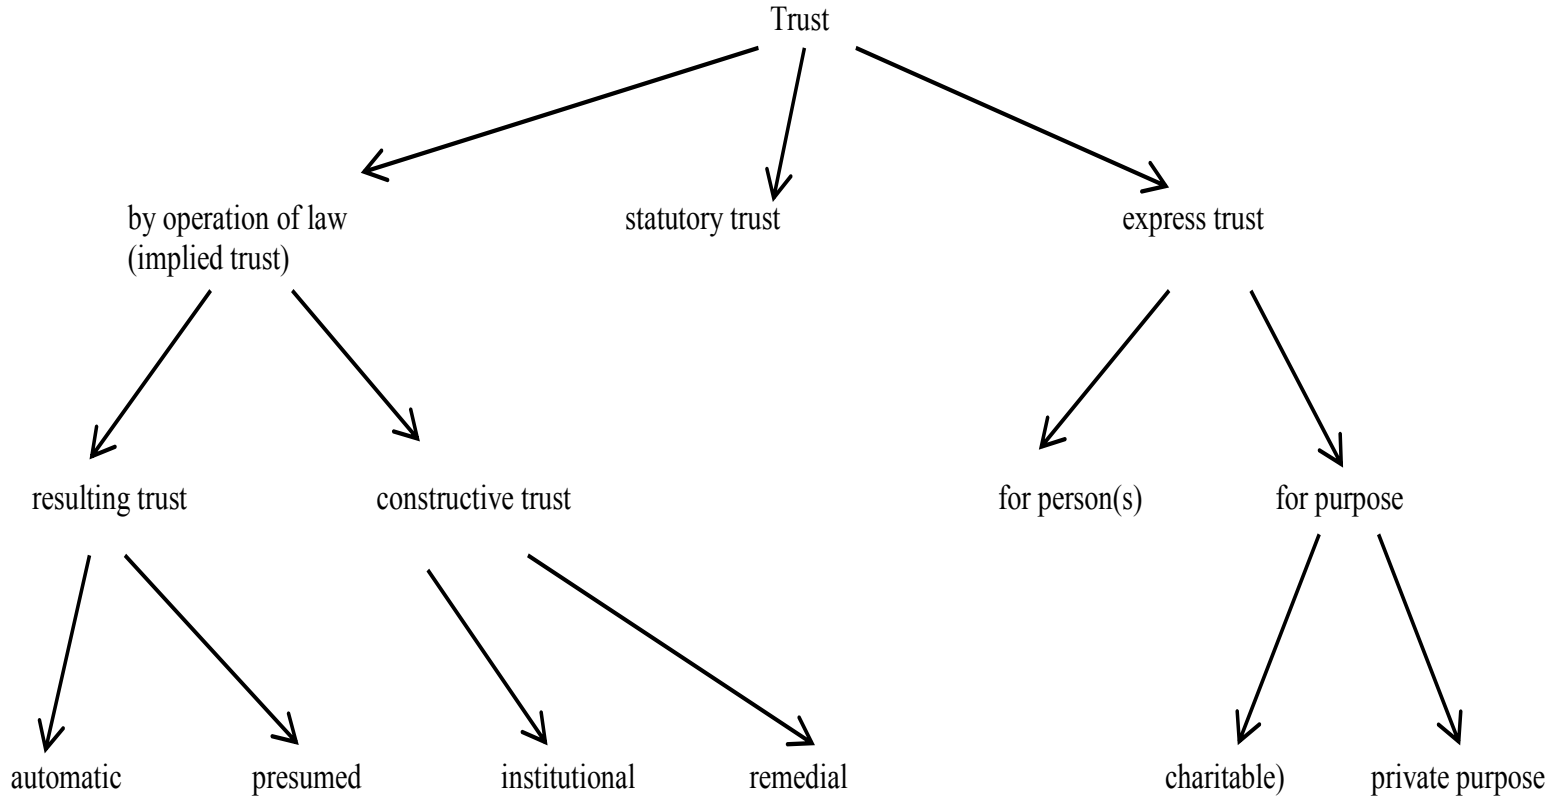 Trust
by operation of law
(implied trust)
statutory trust
express trust
resulting trust
constructive trust
for person(s)
for purpose
automatic
presumed
institutional
remedial
charitable)
private purpose